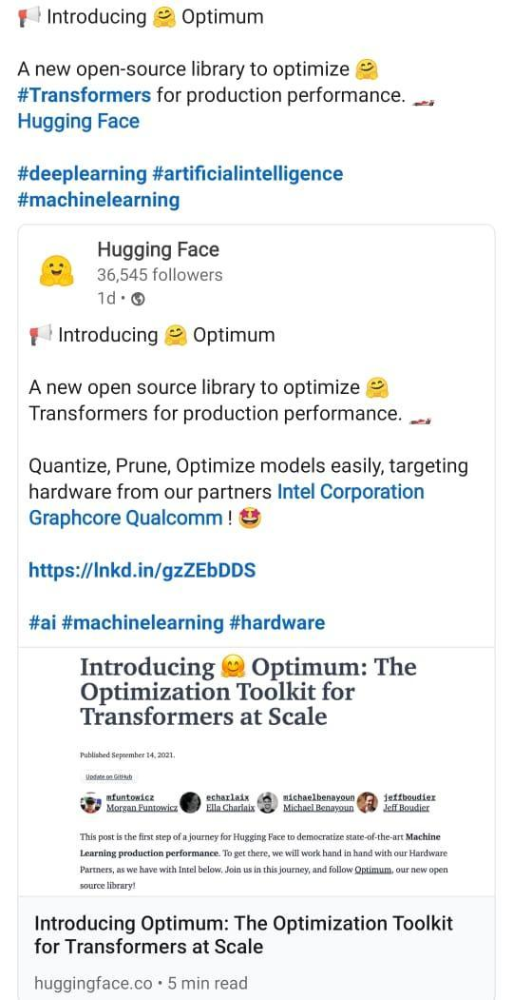 📢 Introducing 🤗 Optimum
A new open-source library to optimize 🤗
#Transformers for production performance. 🏎
Hugging Face
#deeplearning #artificialintelligence
#machinelearning
Hugging Face
36,545 followers
1d •
📢 Introducing 🤗 Optimum
A new open source library to optimize 🤗
Transformers for production performance. 🏎
Quantize, Prune, Optimize models easily, targeting
hardware from our partners Intel Corporation
Graphcore Qualcomm ! 🤩
https://lnkd.in/gzZEbDDS
#ai #machinelearning #hardware
Introducing 🤗 Optimum: The
Optimization Toolkit for
Transformers at Scale
Published September 14, 2021.
Update on GitHub
mfuntowicz echarlaix michaelbenayoun jeffboudier
Morgan Funtowicz Ella Charlaix Michael Benayoun Jeff Boudier
This post is the first step of a journey for Hugging Face to democratize state-of-the-art Machine
Learning production performance. To get there, we will work hand in hand with our Hardware
Partners, as we have with Intel below. Join us in this journey, and follow Optimum, our new open
source library!
Introducing Optimum: The Optimization Toolkit
for Transformers at Scale
huggingface.co • 5 min read